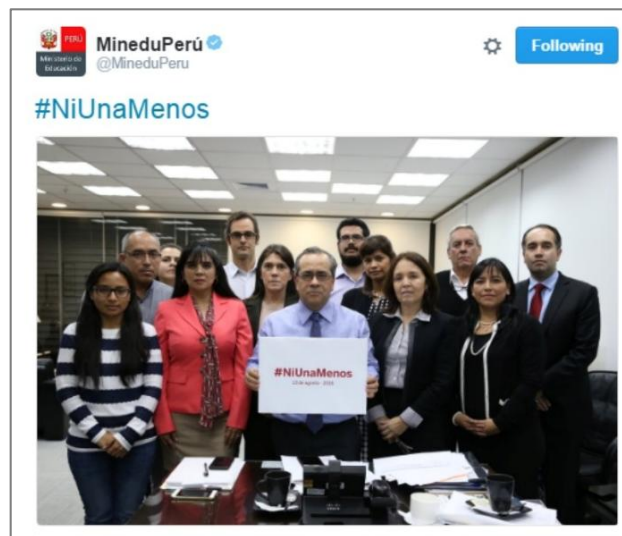 PERÚ
Ministerio de
Educación
MineduPerú
@MineduPeru
Following
#NiUnaMenos
#NiUnaMenos